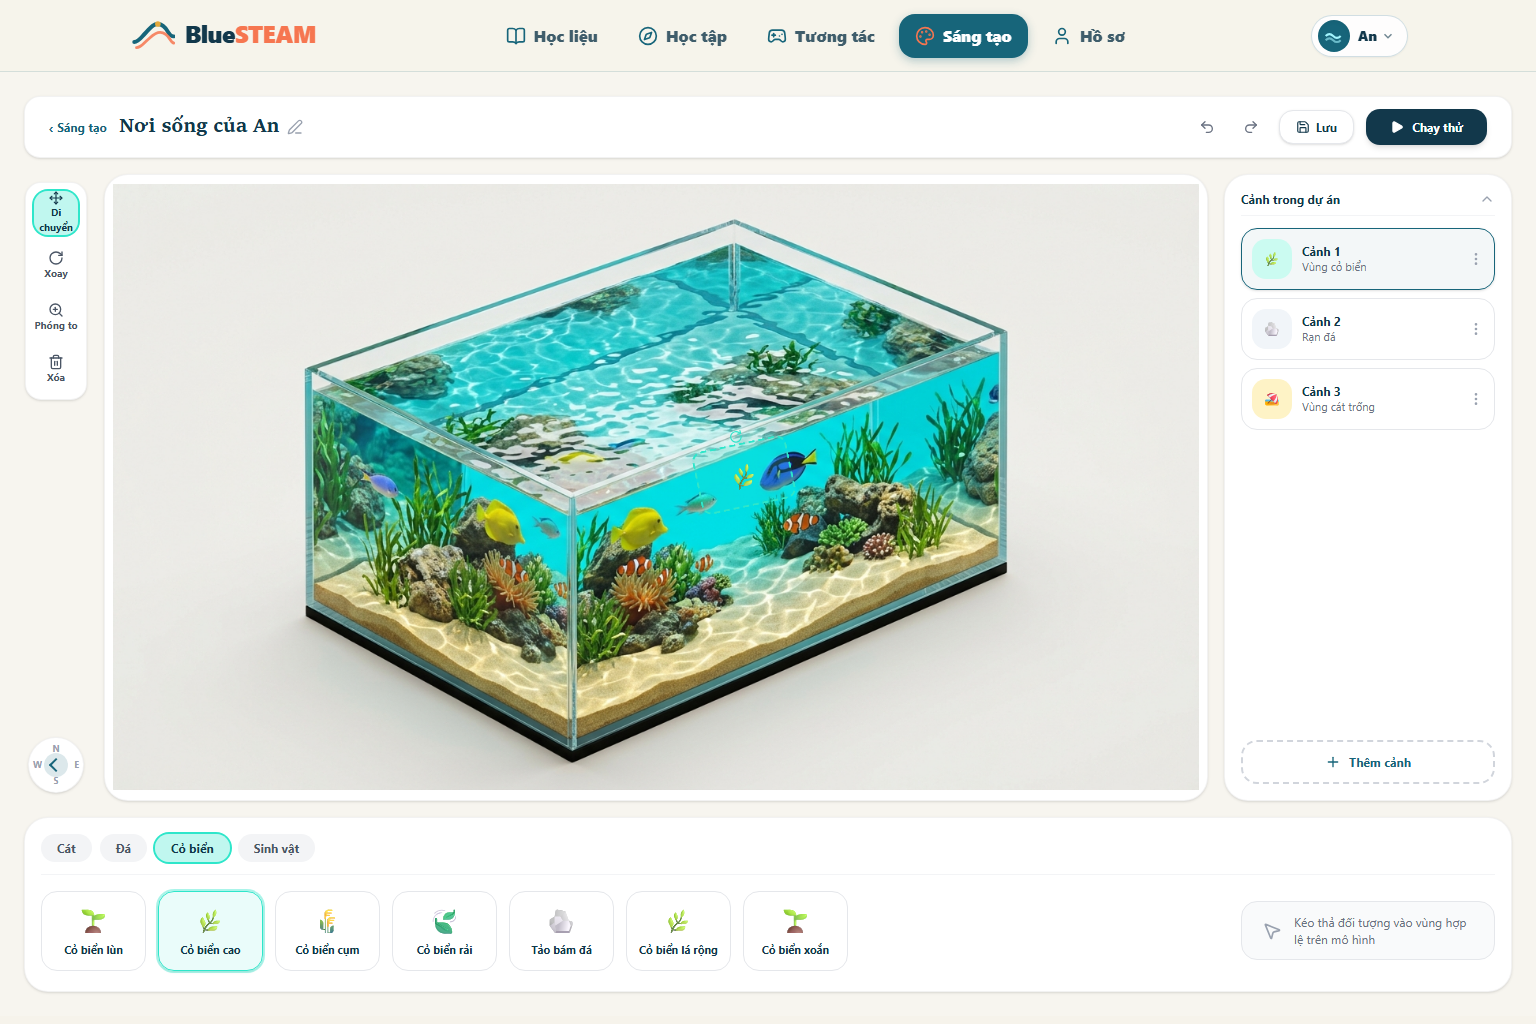 BlueSTEAM
Học liệu
Học tập
Tương tác
Sáng tạo
Hồ sơ
An
‹ Sáng tạo
Nơi sống của An
Lưu
Chạy thử
Di chuyển
Xoay
Phóng to
Xóa
N
W E
S
Cảnh trong dự án
Cảnh 1
Vùng cỏ biển
Cảnh 2
Rạn đá
Cảnh 3
Vùng cát trống
+ Thêm cảnh
Cát
Đá
Cỏ biển
Sinh vật
Cỏ biển lùn
Cỏ biển cao
Cỏ biển cụm
Cỏ biển rải
Tảo bám đá
Cỏ biển lá rộng
Cỏ biển xoắn
Kéo thả đối tượng vào vùng hợp
lệ trên mô hình